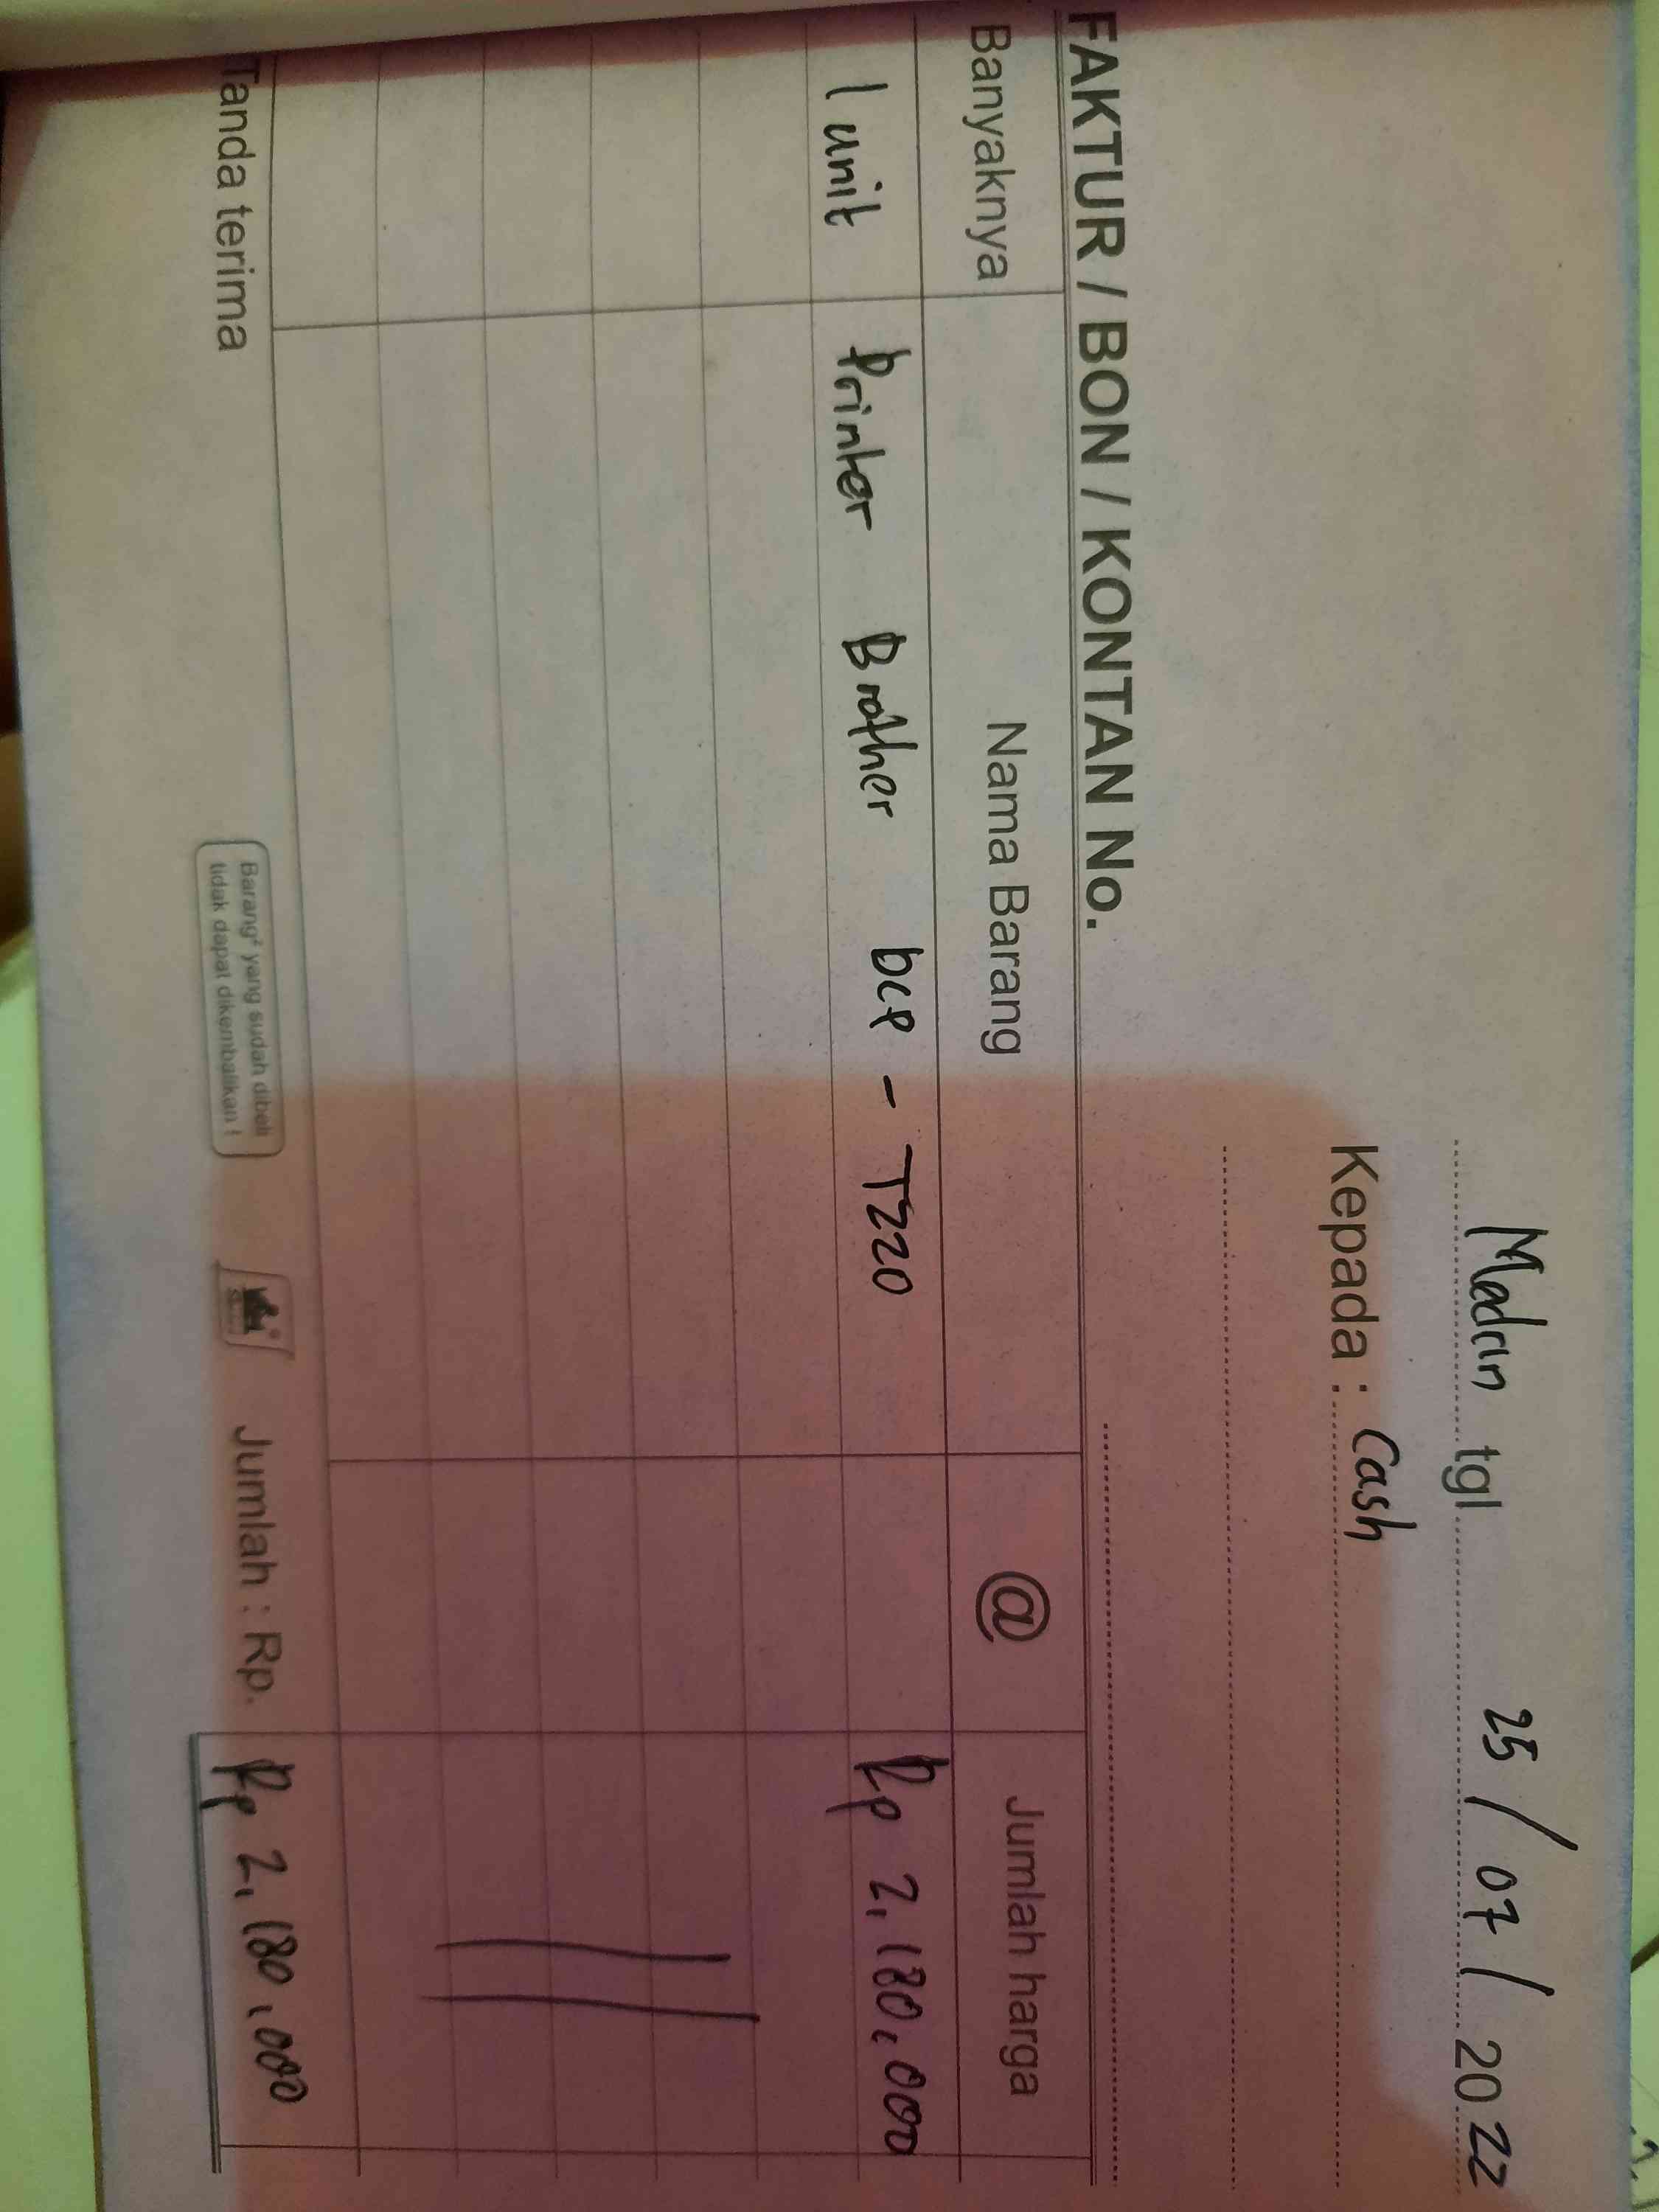 Medan tgl 25 / 07 / 2022
Kepada : Cash
FAKTUR / BON / KONTAN No.
Banyaknya Nama Barang @ Jumlah harga
1 unit Printer Brother bcp - T220 Rp 2,180,000
Tanda terima
Barang² yang sudah dibeli
tidak dapat dikembalikan !
Jumlah : Rp. Rp 2,180,000